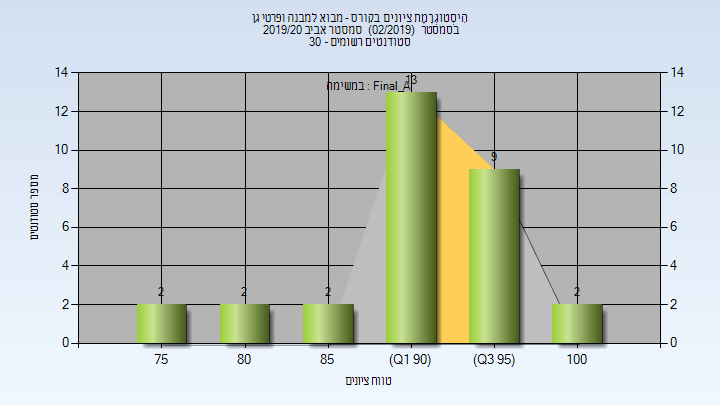 היסטוגרמת ציונים בקורס - מבוא למבנה ופרטי גן
בסמסטר (02/2019) סמסטר אביב 2019/20
סטודנטים רשומים - 30
במשימה : Final_A
14 14
12 12
10 10
8 8
6 6
4 4
2 2
0 0
2 2 2 13 9 2
75 80 85 (Q1 90) (Q3 95) 100
מספר סטודנטים
טווח ציונים